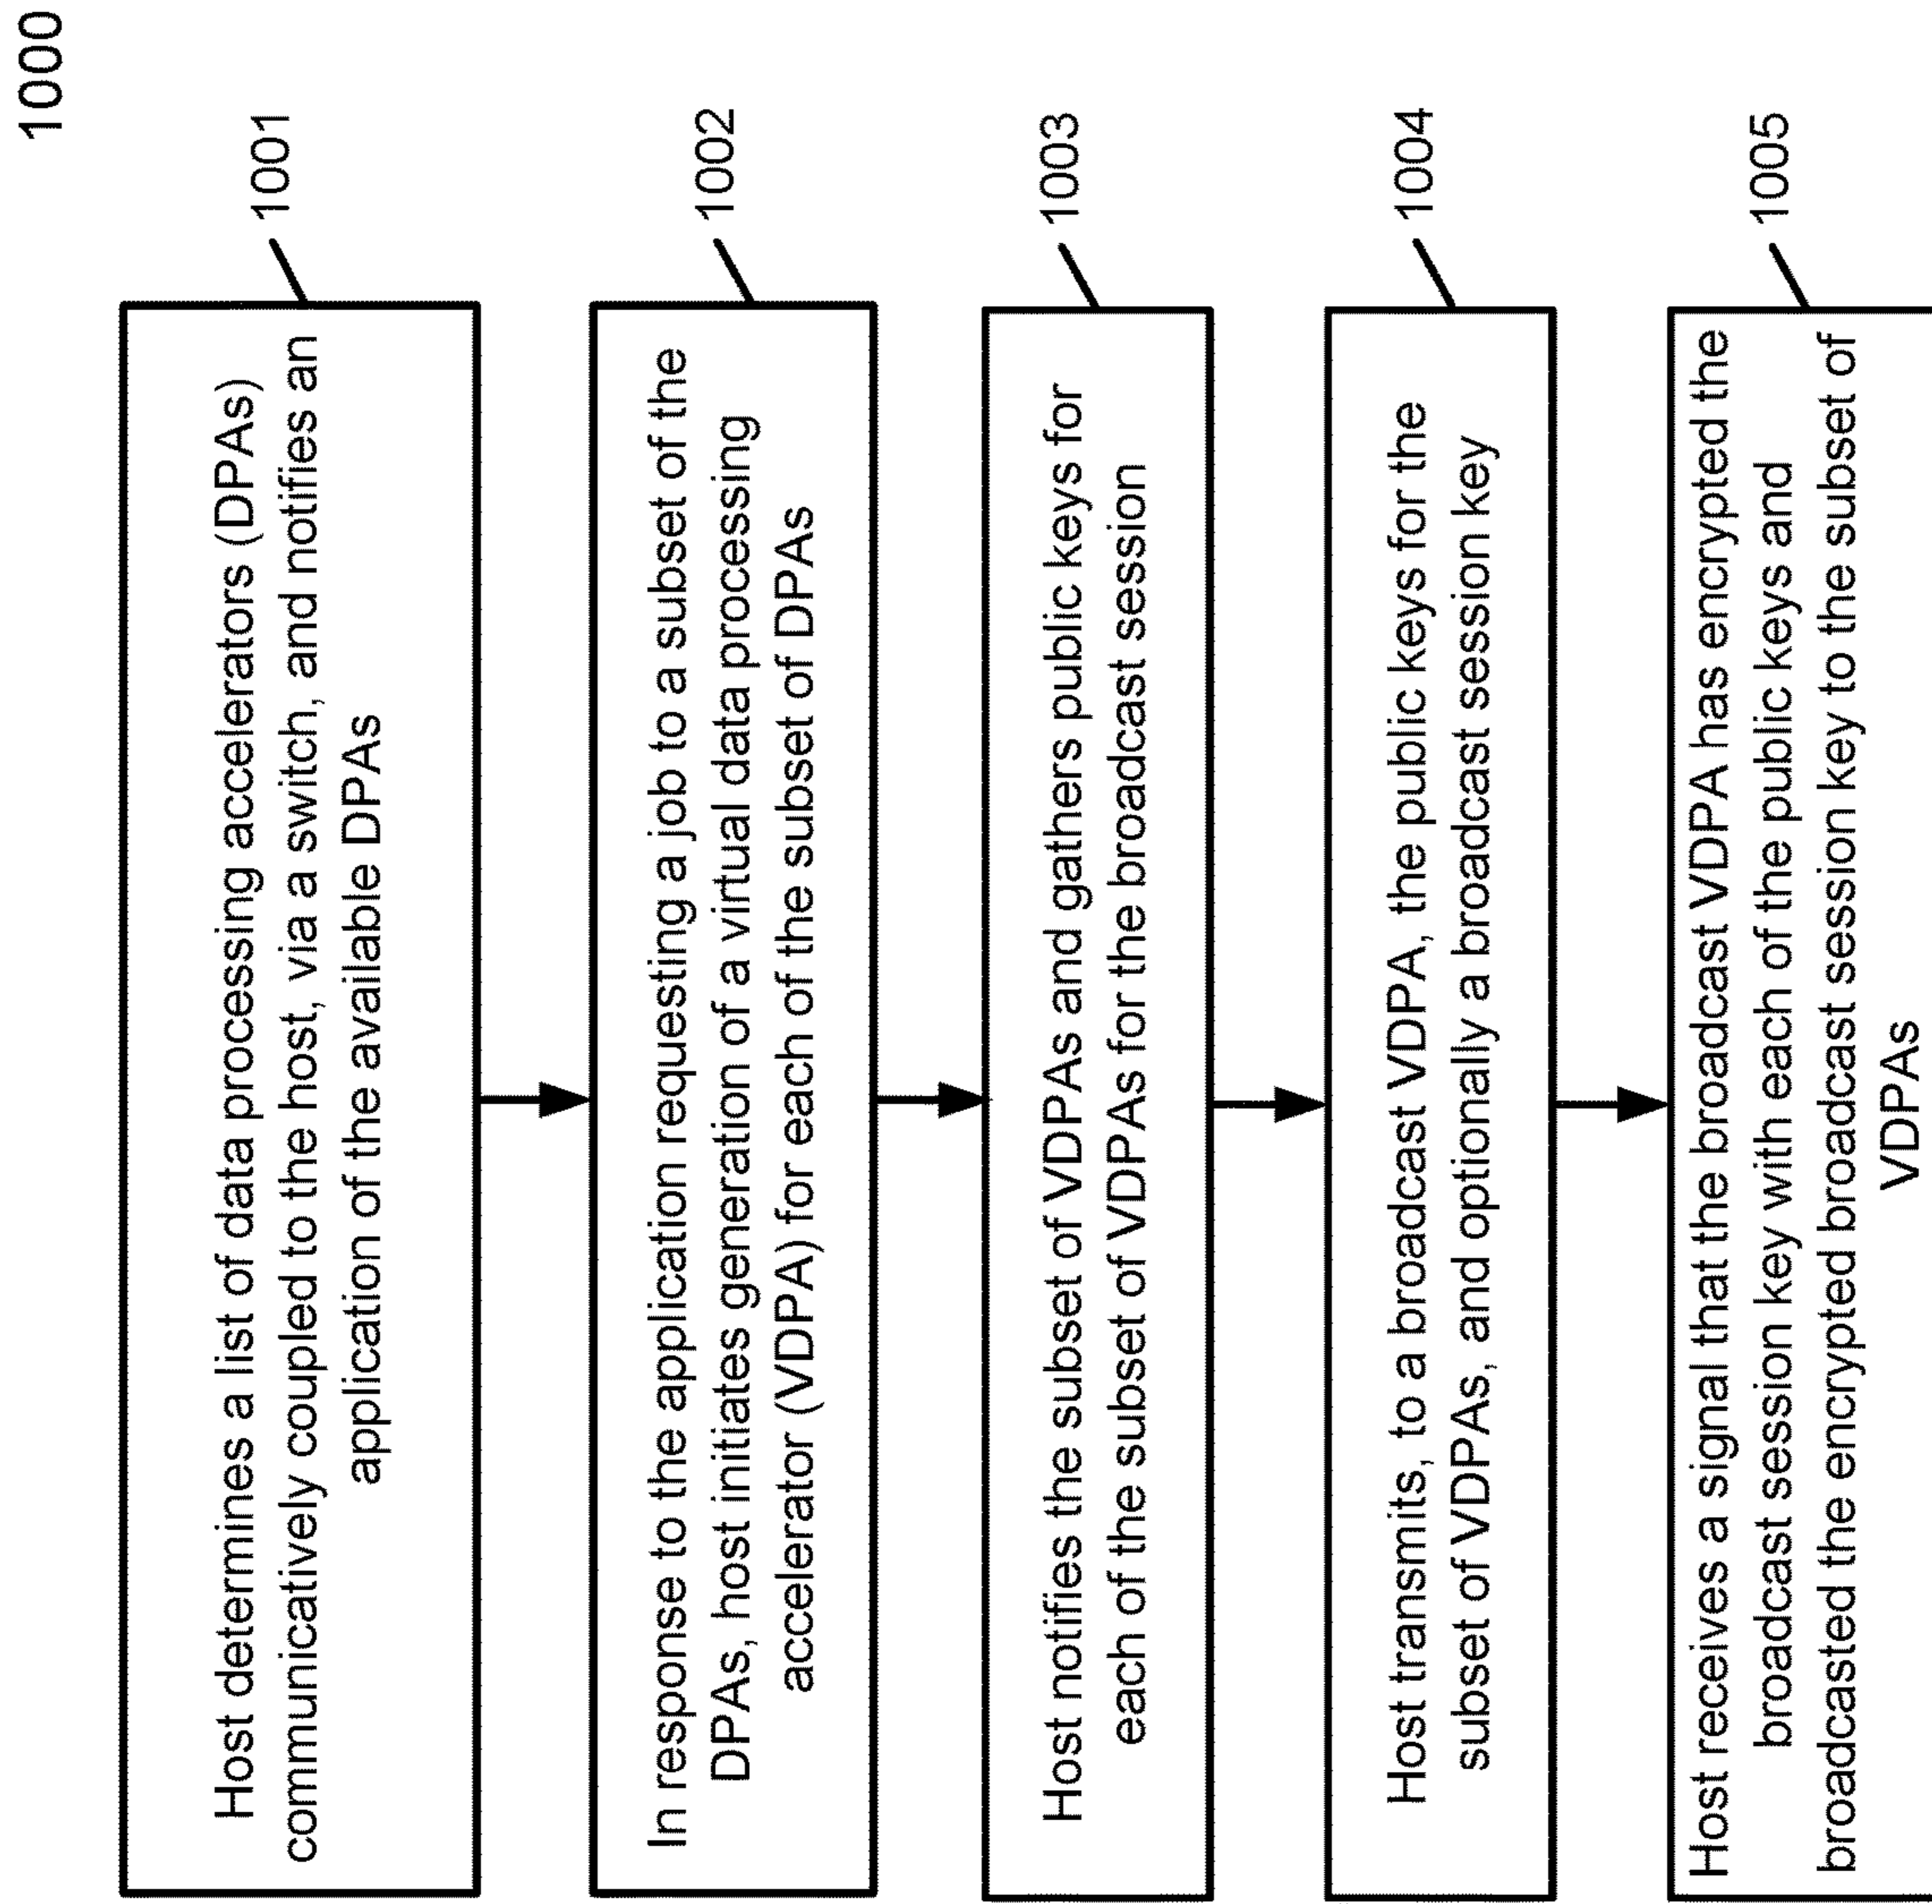 1000
Host determines a list of data processing accelerators (DPAs)
communicatively coupled to the host, via a switch, and notifies an
application of the available DPAs
1001
In response to the application requesting a job to a subset of the
DPAs, host initiates generation of a virtual data processing
accelerator (VDPA) for each of the subset of DPAs
1002
Host notifies the subset of VDPAs and gathers public keys for
each of the subset of VDPAs for the broadcast session
1003
Host transmits, to a broadcast VDPA, the public keys for the
subset of VDPAs, and optionally a broadcast session key
1004
Host receives a signal that the broadcast VDPA has encrypted the
broadcast session key with each of the public keys and
broadcasted the encrypted broadcast session key to the subset of
VDPAs
1005